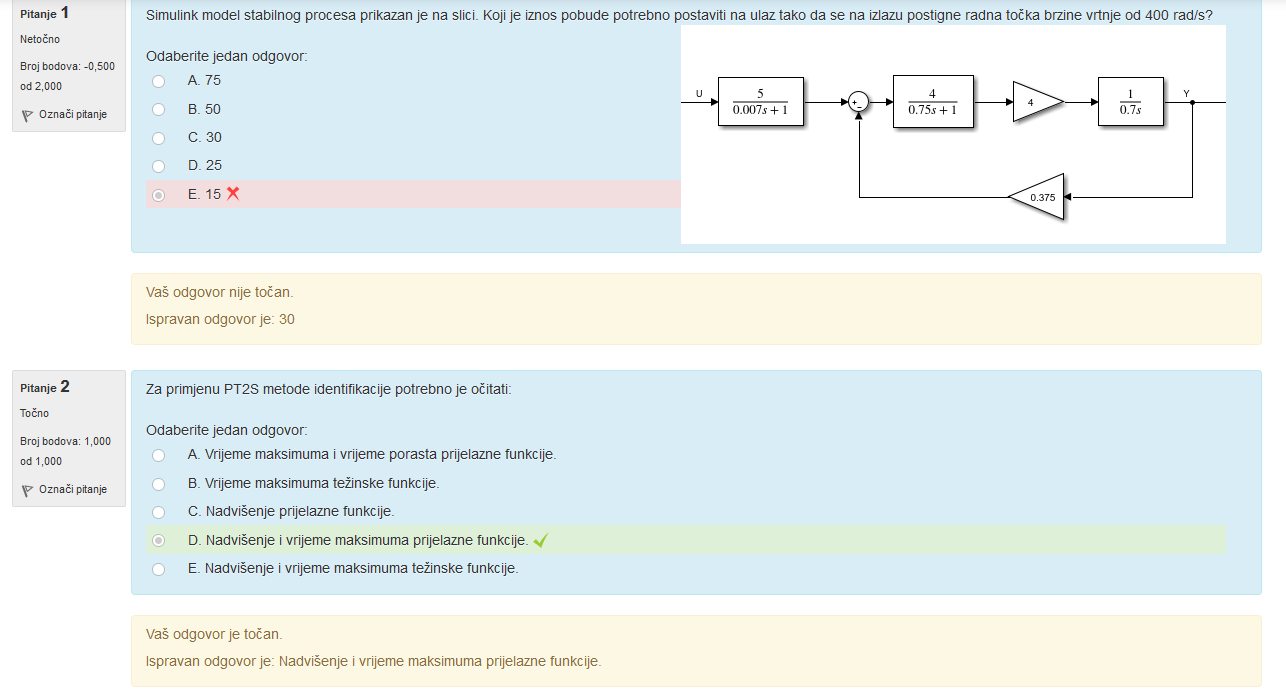 Pitanje 1
Netočno
Broj bodova: -0,500
od 2,000
Označi pitanje
Simulink model stabilnog procesa prikazan je na slici. Koji je iznos pobude potrebno postaviti na ulaz tako da se na izlazu postigne radna točka brzine vrtnje od 400 rad/s?
Odaberite jedan odgovor:
A. 75
B. 50
C. 30
D. 25
E. 15
U
5
0.007s + 1
+
-
4
0.75s + 1
4
1
0.7s
Y
0.375
Vaš odgovor nije točan.
Ispravan odgovor je: 30
Pitanje 2
Točno
Broj bodova: 1,000
od 1,000
Označi pitanje
Za primjenu PT2S metode identifikacije potrebno je očitati:
Odaberite jedan odgovor:
A. Vrijeme maksimuma i vrijeme porasta prijelazne funkcije.
B. Vrijeme maksimuma težinske funkcije.
C. Nadvišenje prijelazne funkcije.
D. Nadvišenje i vrijeme maksimuma prijelazne funkcije.
E. Nadvišenje i vrijeme maksimuma težinske funkcije.
Vaš odgovor je točan.
Ispravan odgovor je: Nadvišenje i vrijeme maksimuma prijelazne funkcije.